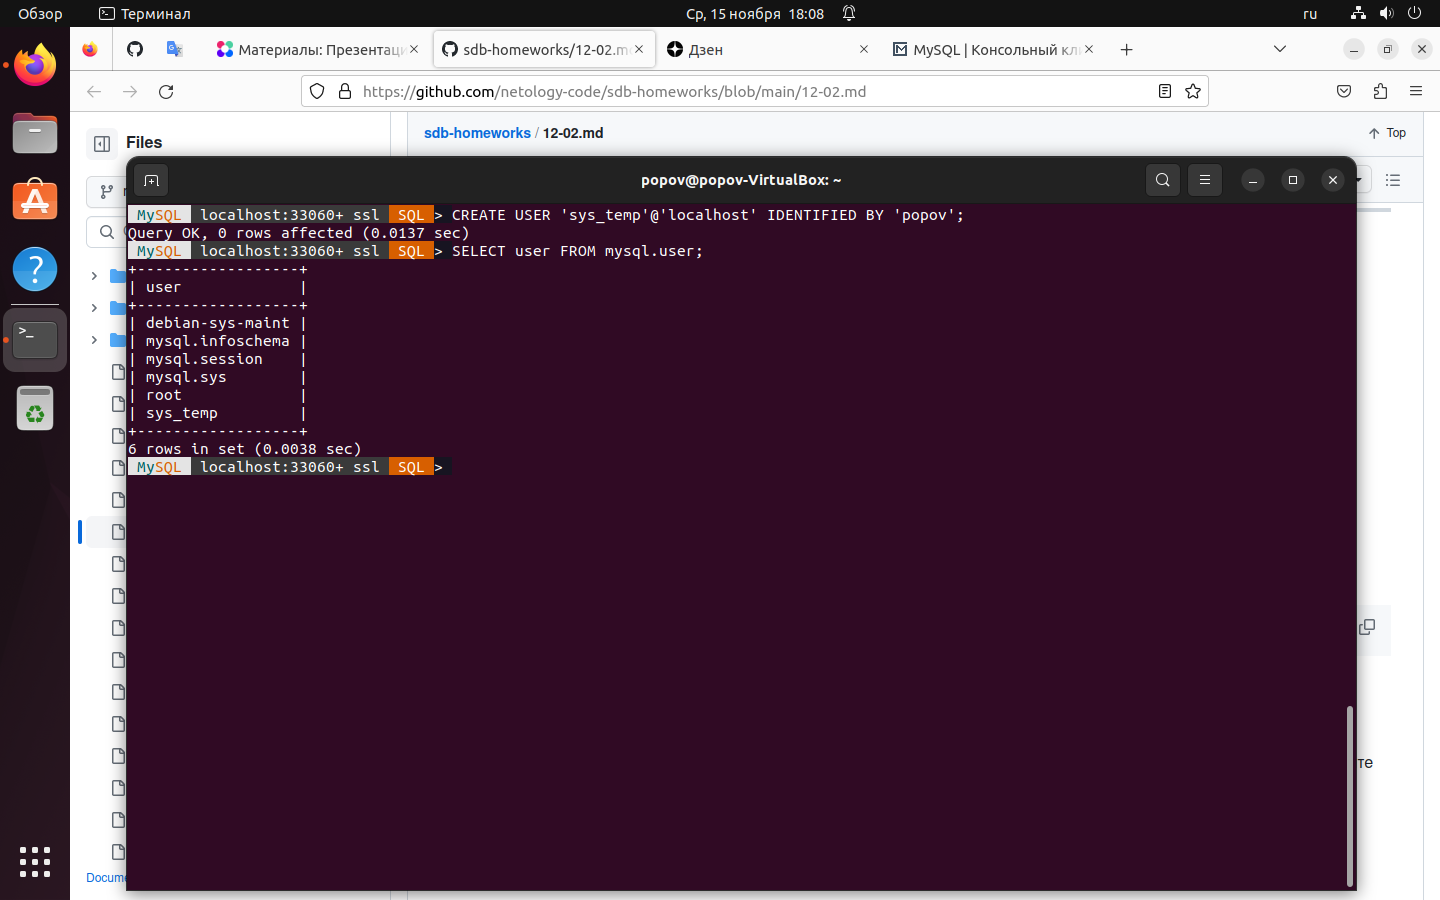 Обзор
Терминал
Ср, 15 ноября 18:08
ru
Материалы: Презентаци
sdb-homeworks/12-02.m
Дзен
MySQL | Консольный кл
https://github.com/netology-code/sdb-homeworks/blob/main/12-02.md
Files
sdb-homeworks / 12-02.md
Top
popov@popov-VirtualBox: ~
MySQL localhost:33060+ ssl SQL > CREATE USER 'sys_temp'@'localhost' IDENTIFIED BY 'popov';
Query OK, 0 rows affected (0.0137 sec)
MySQL localhost:33060+ ssl SQL > SELECT user FROM mysql.user;
+------------------+
| user             |
+------------------+
| debian-sys-maint |
| mysql.infoschema |
| mysql.session    |
| mysql.sys        |
| root             |
| sys_temp         |
+------------------+
6 rows in set (0.0038 sec)
MySQL localhost:33060+ ssl SQL >
те
Docum